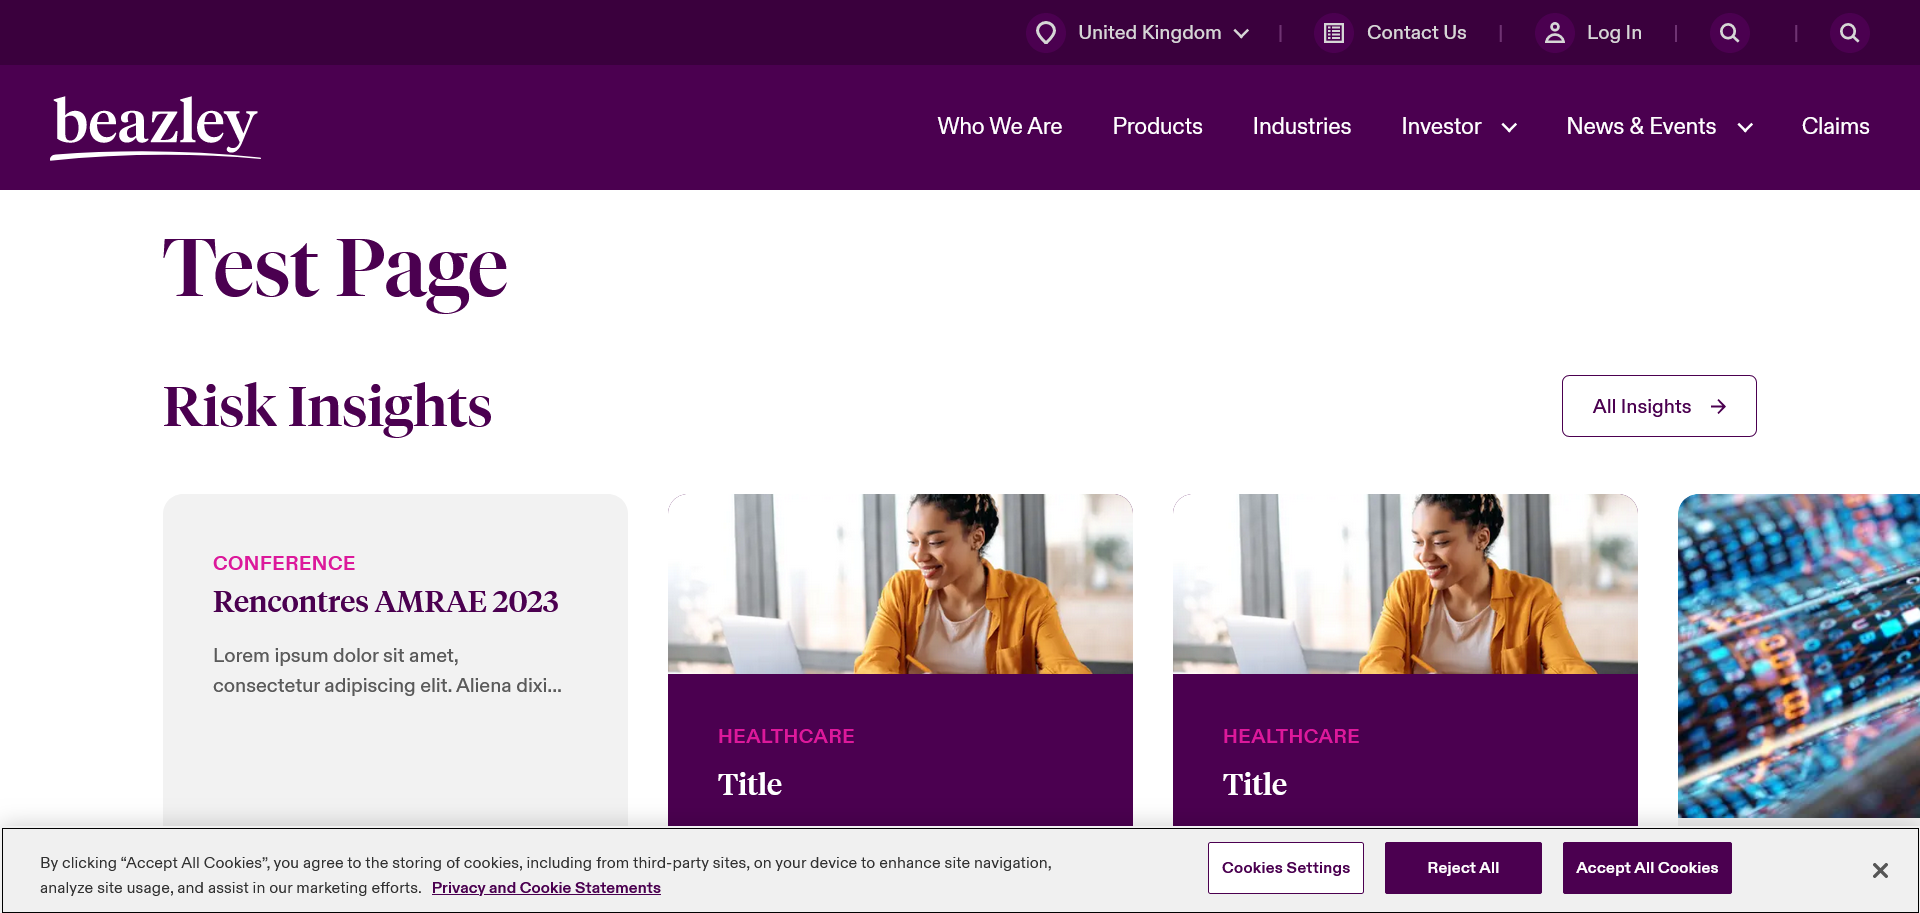 United Kingdom
Contact Us
Log In
beazley
Who We Are
Products
Industries
Investor
News & Events
Claims
Test Page
Risk Insights
All Insights
CONFERENCE
Rencontres AMRAE 2023
Lorem ipsum dolor sit amet,
consectetur adipiscing elit. Aliena dixi...
HEALTHCARE
Title
HEALTHCARE
Title
By clicking “Accept All Cookies”, you agree to the storing of cookies, including from third-party sites, on your device to enhance site navigation,
analyze site usage, and assist in our marketing efforts. Privacy and Cookie Statements
Cookies Settings
Reject All
Accept All Cookies